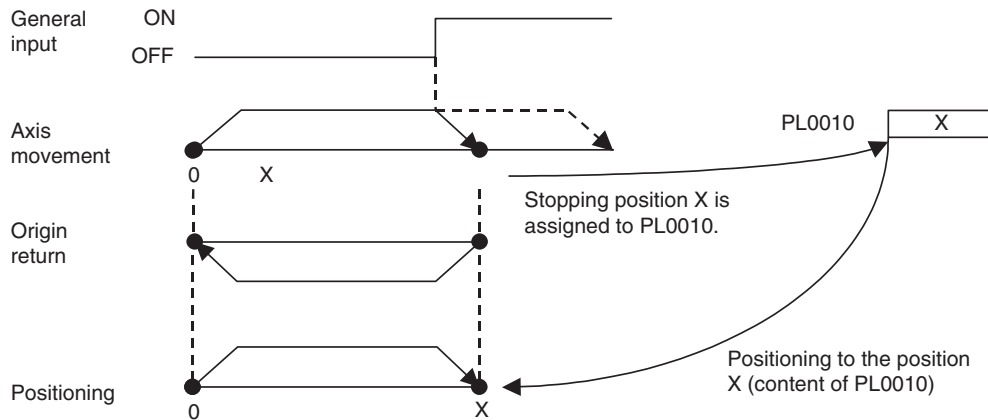 General
input
ON
OFF
Axis
movement
0
X
PL0010
X
Stopping position X is
assigned to PL0010.
Origin
return
Positioning
0
X
Positioning to the position
X (content of PL0010)